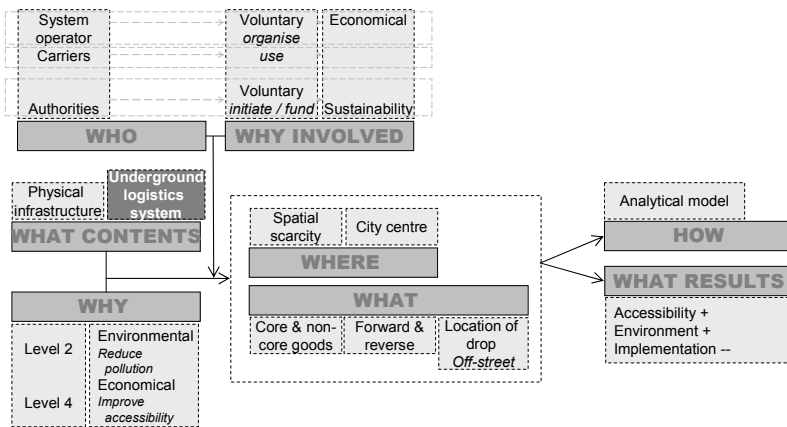 System operator
Voluntary organise
Economical
Carriers
use
Authorities
Voluntary initiate / fund
Sustainability
WHO
WHY INVOLVED
Physical
infrastructure
Underground
logistics
system
WHAT CONTENTS
WHY
Level 2
Environmental
Reduce
pollution
Level 4
Economical
Improve
accessibility
Spatial
scarcity
City centre
WHERE
WHAT
Core & non-
core goods
Forward &
reverse
Location of
drop
Off-street
Analytical model
HOW
WHAT RESULTS
Accessibility +
Environment +
Implementation --